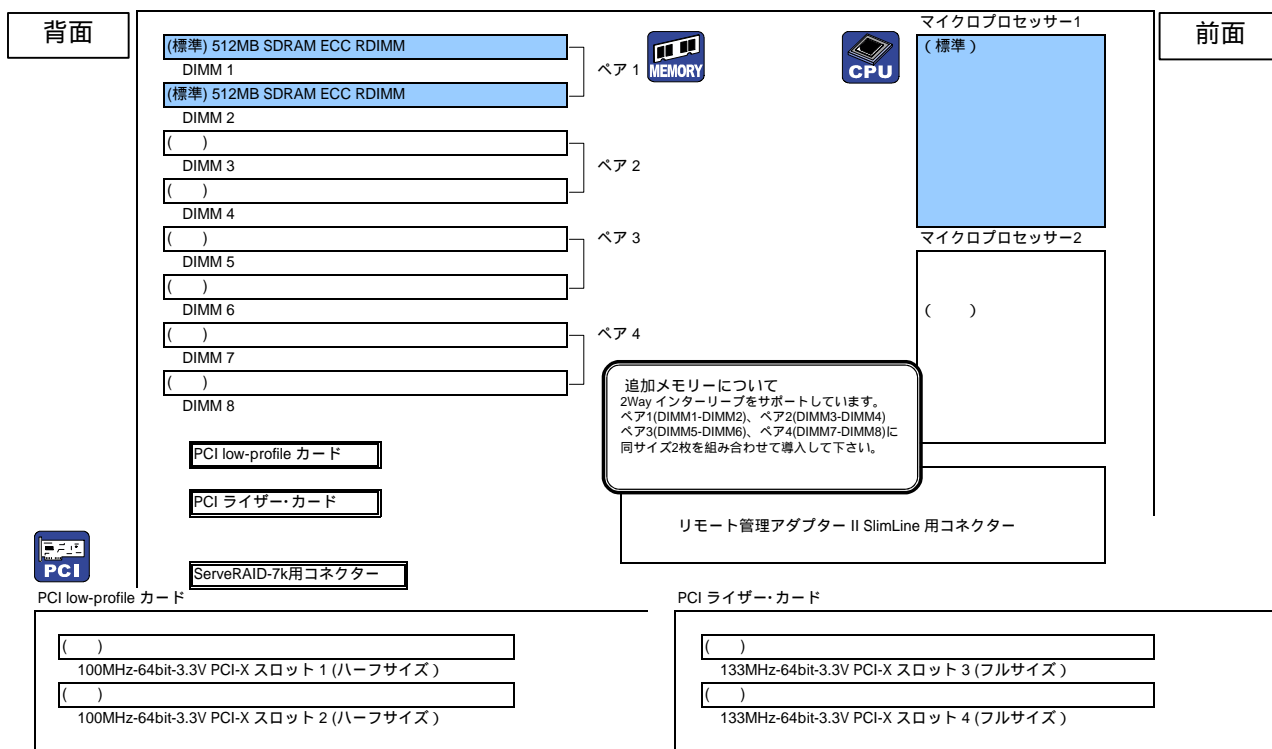 背面
前面
マイクロプロセッサー1
(標準) 512MB SDRAM ECC RDIMM
DIMM 1
(標準) 512MB SDRAM ECC RDIMM
DIMM 2
ペア 1
MEMORY
CPU
(標準)
( )
DIMM 3
( )
DIMM 4
ペア 2
( )
DIMM 5
( )
DIMM 6
ペア 3
マイクロプロセッサー2
( )
( )
DIMM 7
( )
DIMM 8
ペア 4
追加メモリーについて
2Way インターリーブをサポートしています。
ペア1(DIMM1-DIMM2)、ペア2(DIMM3-DIMM4)
ペア3(DIMM5-DIMM6)、ペア4(DIMM7-DIMM8)に
同サイズ2枚を組み合わせて導入して下さい。
PCI low-profile カード
PCI ライザー・カード
リモート管理アダプター II SlimLine 用コネクター
PCI
ServeRAID-7k用コネクター
PCI low-profile カード
( )
100MHz-64bit-3.3V PCI-X スロット 1 (ハーフサイズ)
( )
100MHz-64bit-3.3V PCI-X スロット 2 (ハーフサイズ)
PCI ライザー・カード
( )
133MHz-64bit-3.3V PCI-X スロット 3 (フルサイズ)
( )
133MHz-64bit-3.3V PCI-X スロット 4 (フルサイズ)